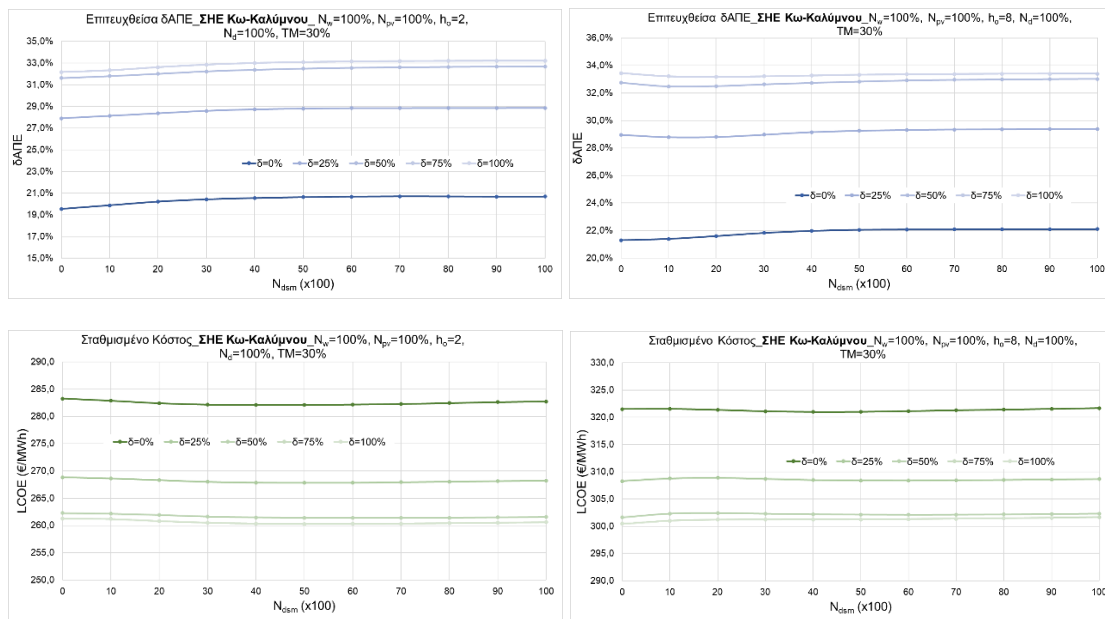 Επιτευχθείσα δΑΠΕ_ΣΗΕ Κω-Καλύμνου_ Nw=100%, Npv=100%, ho=2,
Nd=100%, TM=30%
35,0%
33,0%
31,0%
29,0%
27,0%
25,0%
23,0%
21,0%
19,0%
17,0%
15,0%
δΑΠΕ
δ=0% δ=25% δ=50% δ=75% δ=100%
0 10 20 30 40 50 60 70 80 90 100
Ndsm (x100)
Επιτευχθείσα δΑΠΕ_ΣΗΕ Κω-Καλύμνου_Nw=100%, Npv=100%, ho=8, Nd=100%,
TM=30%
36,0%
34,0%
32,0%
30,0%
28,0%
26,0%
24,0%
22,0%
20,0%
δΑΠΕ
δ=0% δ=25% δ=50% δ=75% δ=100%
0 10 20 30 40 50 60 70 80 90 100
Ndsm (x100)
Σταθμισμένο Κόστος_ΣΗΕ Κω-Καλύμνου_Nw=100%, Npv=100%, ho=2,
Nd=100%, TM=30%
290,0
285,0
280,0
275,0
270,0
265,0
260,0
255,0
250,0
LCOE (€/MWh)
δ=0% δ=25% δ=50% δ=75% δ=100%
0 10 20 30 40 50 60 70 80 90 100
Ndsm (x100)
Σταθμισμένο Κόστος_ΣΗΕ Κω-Καλύμνου_Nw=100%, Npv=100%, ho=8, Nd=100%,
TM=30%
330,0
325,0
320,0
315,0
310,0
305,0
300,0
295,0
290,0
LCOE (€/MWh)
δ=0% δ=25% δ=50% δ=75% δ=100%
0 10 20 30 40 50 60 70 80 90 100
Ndsm (x100)